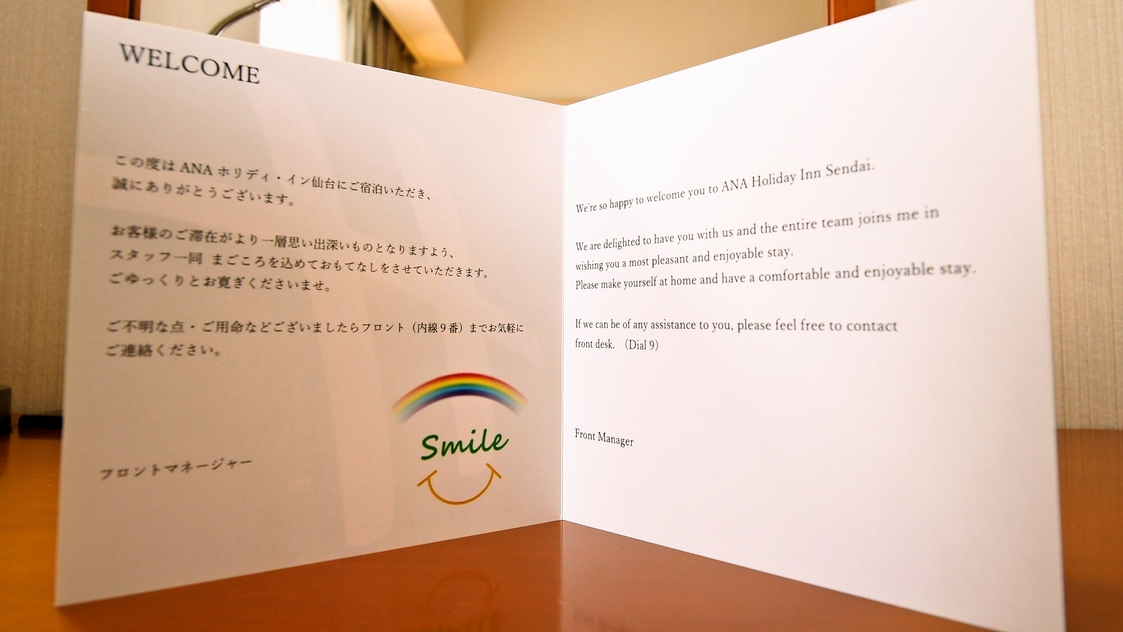 WELCOME
この度は ANA ホリディ・イン仙台にご宿泊いただき、
誠にありがとうございます。
お客様のご滞在がより一層思い出深いものとなりますよう、
スタッフ一同 まごころを込めておもてなしをさせていただきます。
ごゆっくりとお寛ぎくださいませ。
ご不明な点・ご用命などございましたらフロント（内線９番）までお気軽に
ご連絡ください。
Smile
フロントマネージャー
We're so happy to welcome you to ANA Holiday Inn Sendai.
We are delighted to have you with us and the entire team joins me in
wishing you a most pleasant and enjoyable stay.
Please make yourself at home and have a comfortable and enjoyable stay.
If we can be of any assistance to you, please feel free to contact
front desk. （Dial 9）
Front Manager